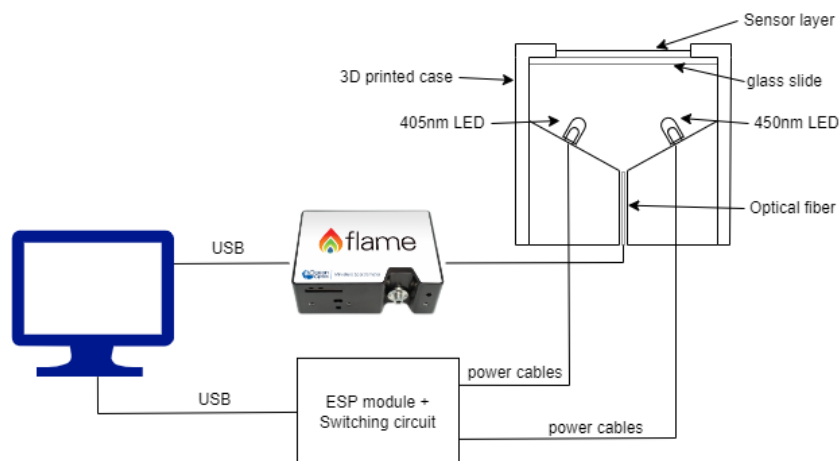 Sensor layer
3D printed case
glass slide
405nm LED
450nm LED
Optical fiber
USB
flame
power cables
USB
ESP module +
Switching circuit
power cables